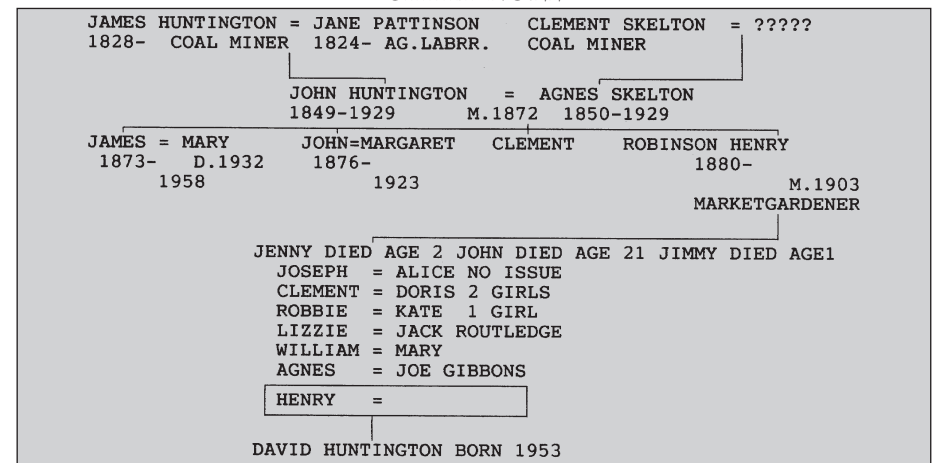 JAMES HUNTINGTON = JANE PATTINSON CLEMENT SKELTON = ?????
1828- COAL MINER 1824- AG.LABRR. COAL MINER
JOHN HUNTINGTON = AGNES SKELTON
1849-1929 M.1872 1850-1929
JAMES = MARY JOHN=MARGARET CLEMENT ROBINSON HENRY
1873- D.1932 1876- 1880-
1958 1923 M.1903
MARKETGARDENER
JENNY DIED AGE 2 JOHN DIED AGE 21 JIMMY DIED AGE1
JOSEPH = ALICE NO ISSUE
CLEMENT = DORIS 2 GIRLS
ROBBIE = KATE 1 GIRL
LIZZIE = JACK ROUTLEDGE
WILLIAM = MARY
AGNES = JOE GIBBONS
HENRY =
DAVID HUNTINGTON BORN 1953